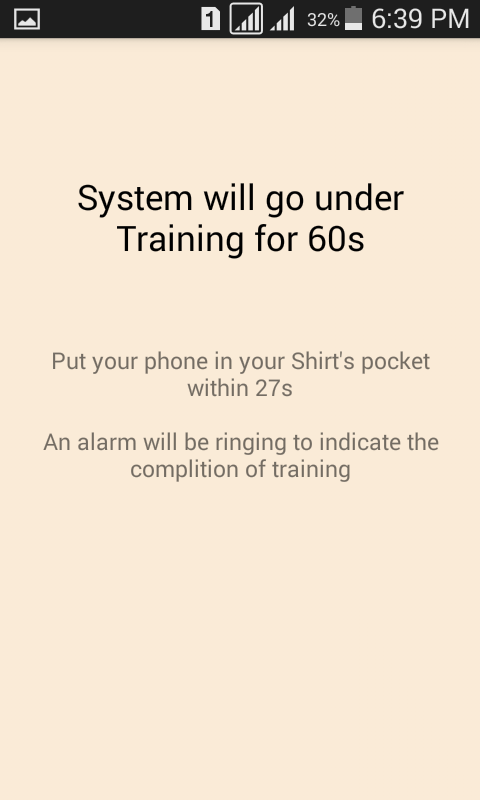 1 32% 6:39 PM
System will go under
Training for 60s
Put your phone in your Shirt's pocket
within 27s
An alarm will be ringing to indicate the
complition of training